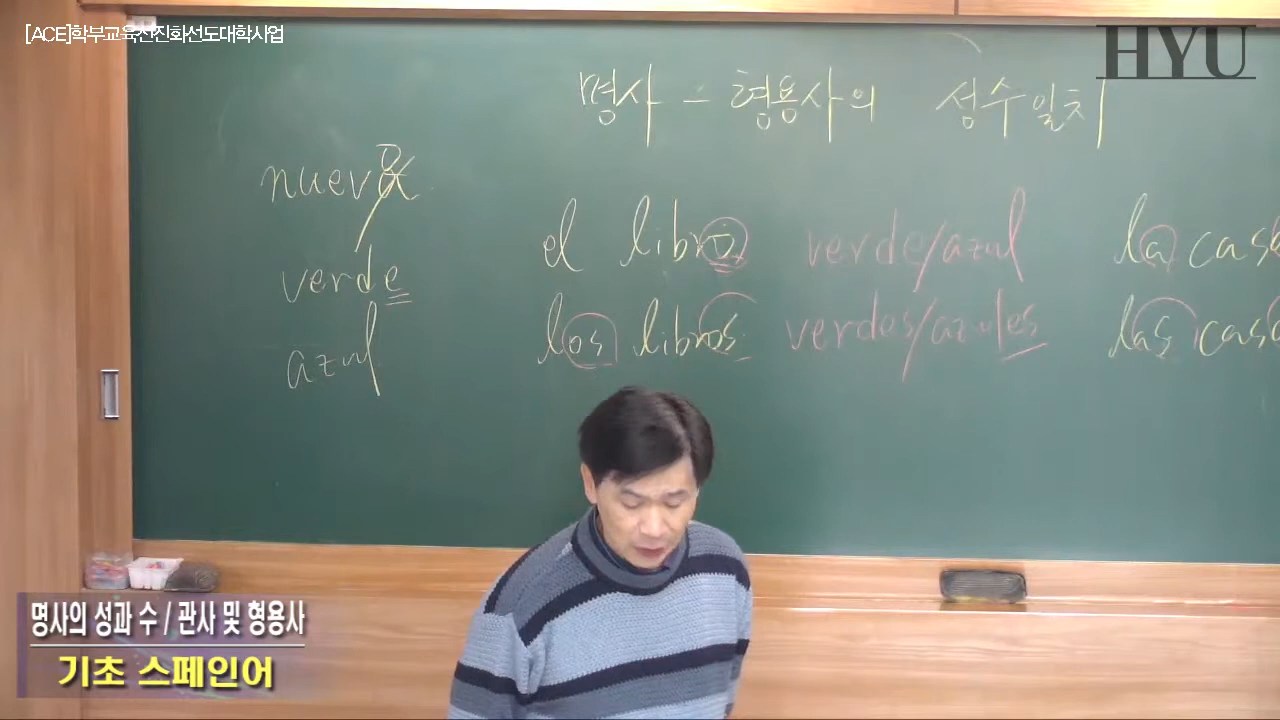 [ACE]학부교육선진화선도대학사업
HYU
명사 - 형용사의 성수일치
nuevo
verde
azul
el libro verde/azul
los libros verdes/azules
la casa
las casa
명사의 성과 수 / 관사 및 형용사
기초 스페인어